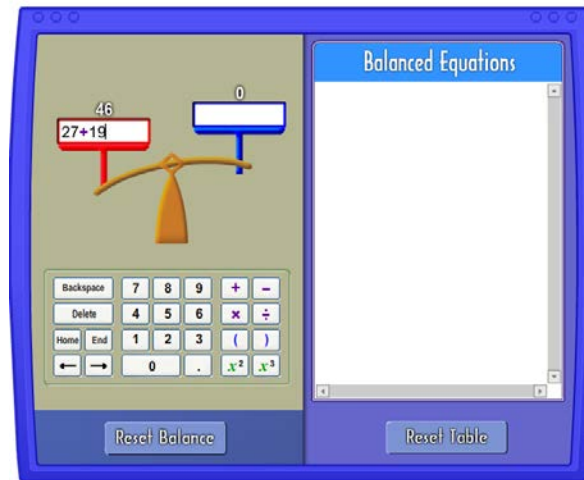 Balanced Equations
46
0
27+19
Backspace 7 8 9 + −
Delete 4 5 6 × ÷
Home End 1 2 3 ( )
← → 0 . x² x³
Reset Balance
Reset Table